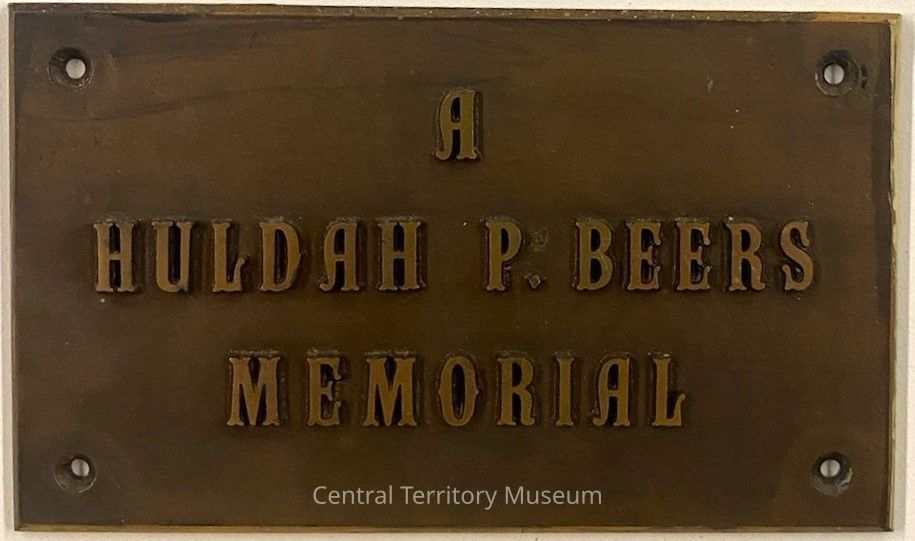 A
HULDAH P. BEERS
MEMORIAL
Central Territory Museum